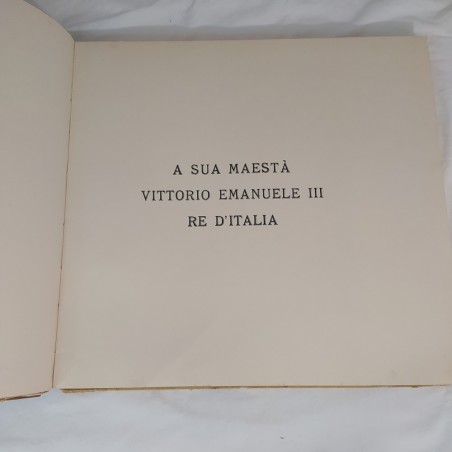 A SUA MAESTÀ
VITTORIO EMANUELE III
RE D'ITALIA